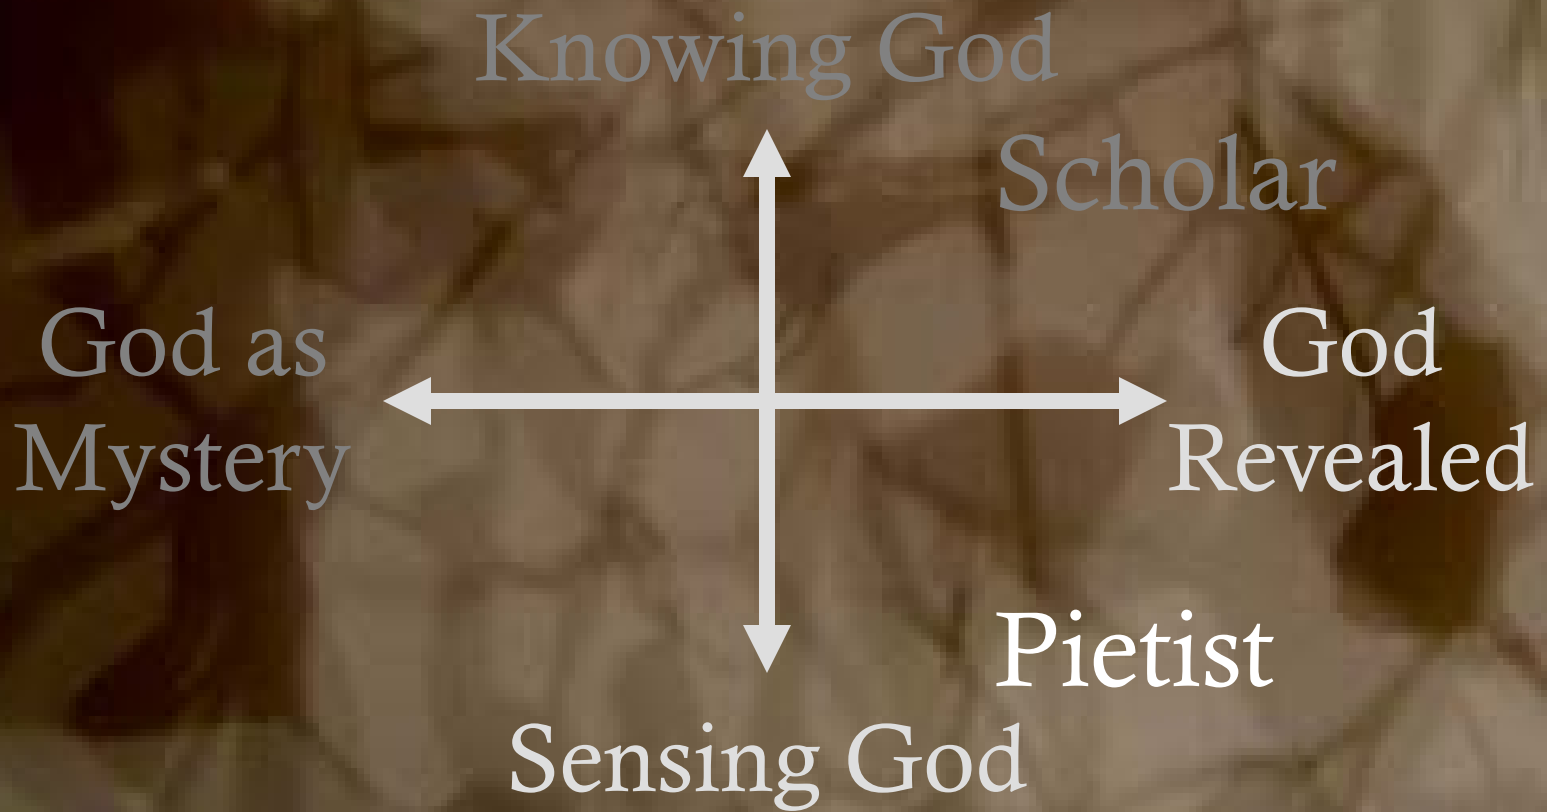 Knowing God
Scholar
God as
Mystery
God
Revealed
Pietist
Sensing God